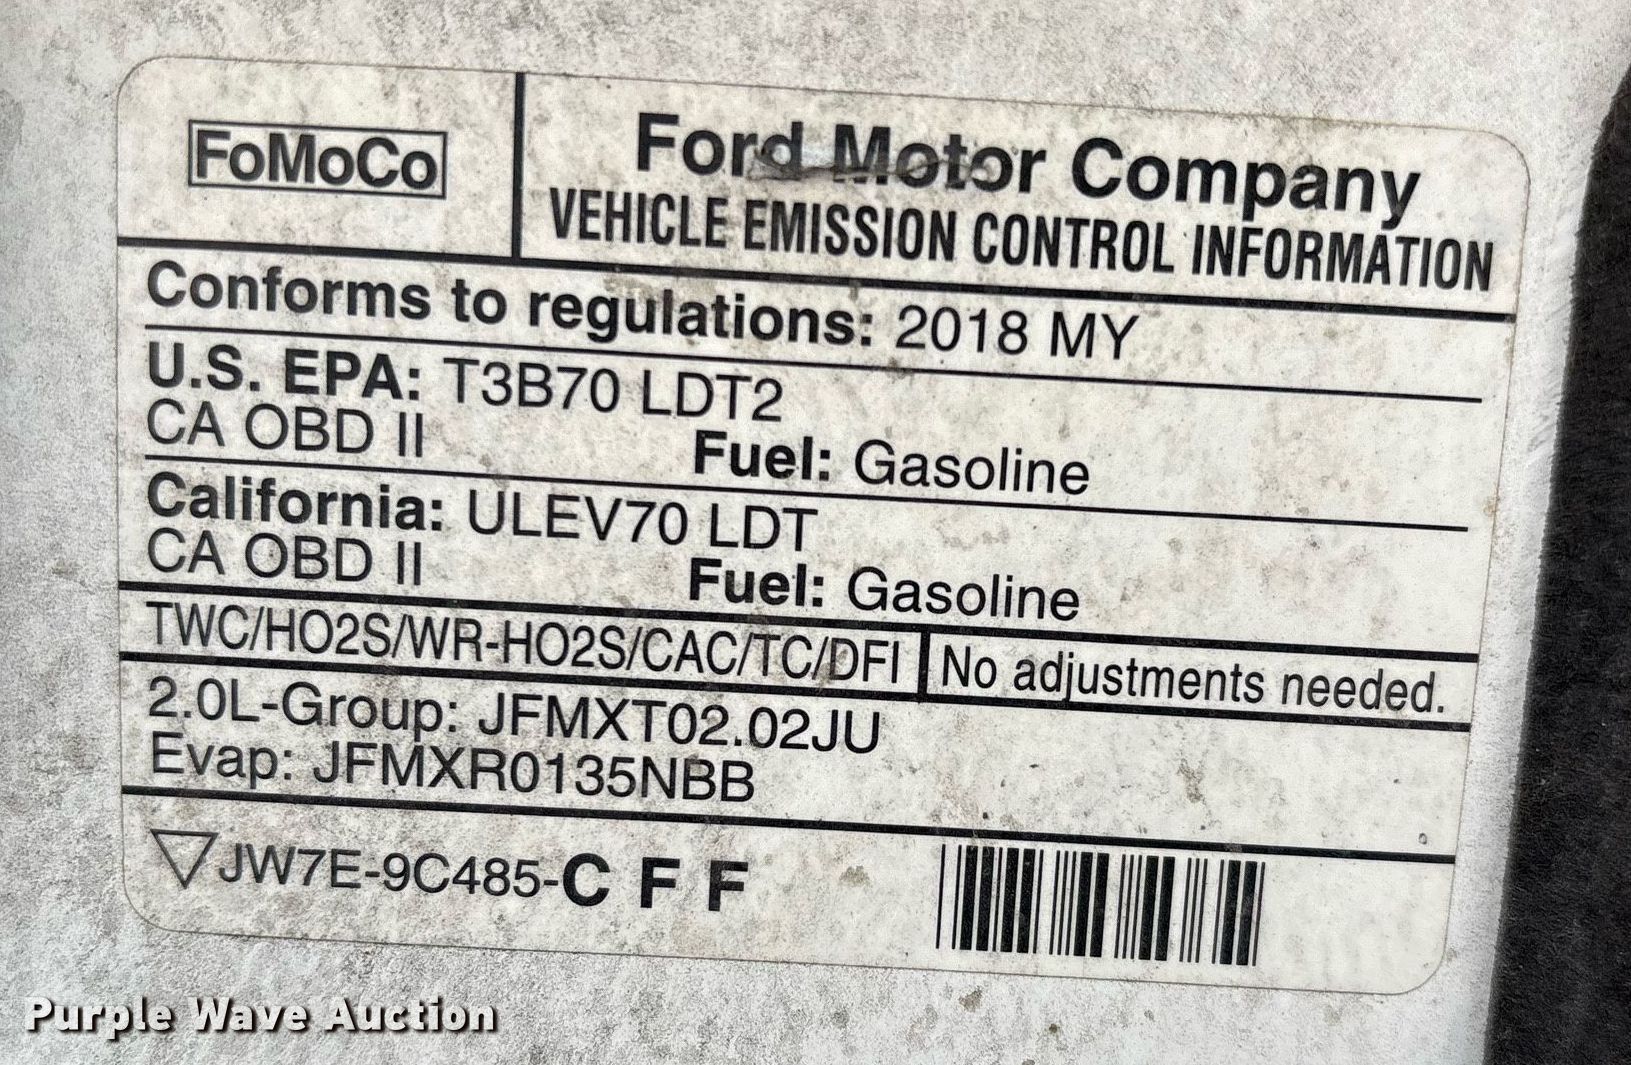 FoMoCo
Ford Motor Company
VEHICLE EMISSION CONTROL INFORMATION
Conforms to regulations: 2018 MY
U.S. EPA: T3B70 LDT2
CA OBD II Fuel: Gasoline
California: ULEV70 LDT
CA OBD II Fuel: Gasoline
TWC/HO2S/WR-HO2S/CAC/TC/DFI No adjustments needed.
2.0L-Group: JFMXT02.02JU
Evap: JFMXR0135NBB
JW7E-9C485-C F F
Purple Wave Auction